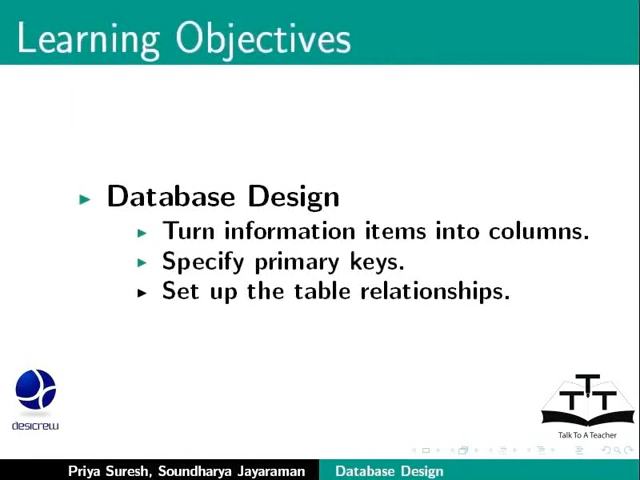 Learning Objectives
Database Design
Turn information items into columns.
Specify primary keys.
Set up the table relationships.
desicrew
TTT
Talk To A Teacher
Priya Suresh, Soundharya Jayaraman Database Design